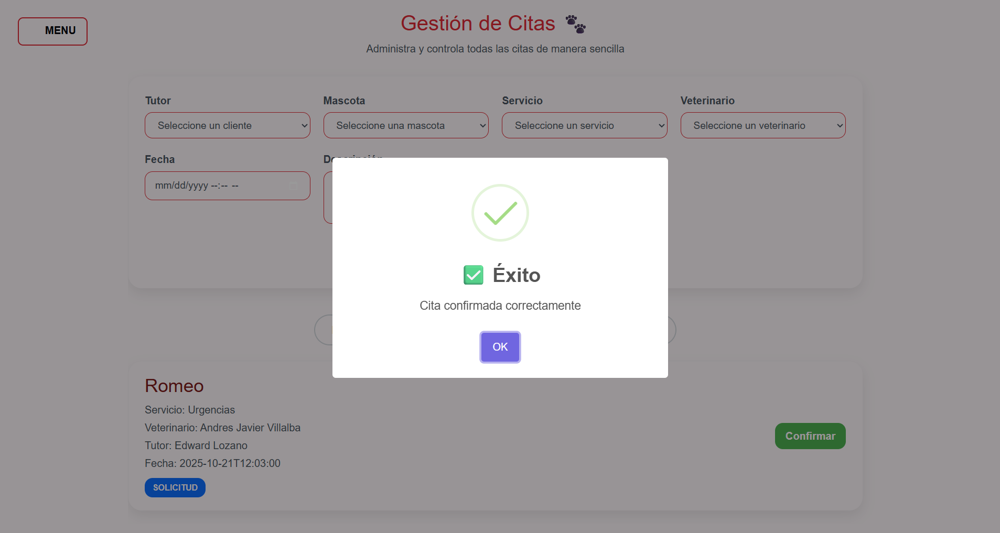 MENU
Gestión de Citas
Administra y controla todas las citas de manera sencilla
Tutor
Mascota
Servicio
Veterinario
Seleccione un cliente
Seleccione una mascota
Seleccione un servicio
Seleccione un veterinario
Fecha
Descripción
mm/dd/yyyy --:-- --
Éxito
Cita confirmada correctamente
OK
Romeo
Servicio: Urgencias
Veterinario: Andres Javier Villalba
Tutor: Edward Lozano
Fecha: 2025-10-21T12:03:00
Confirmar
SOLICITUD